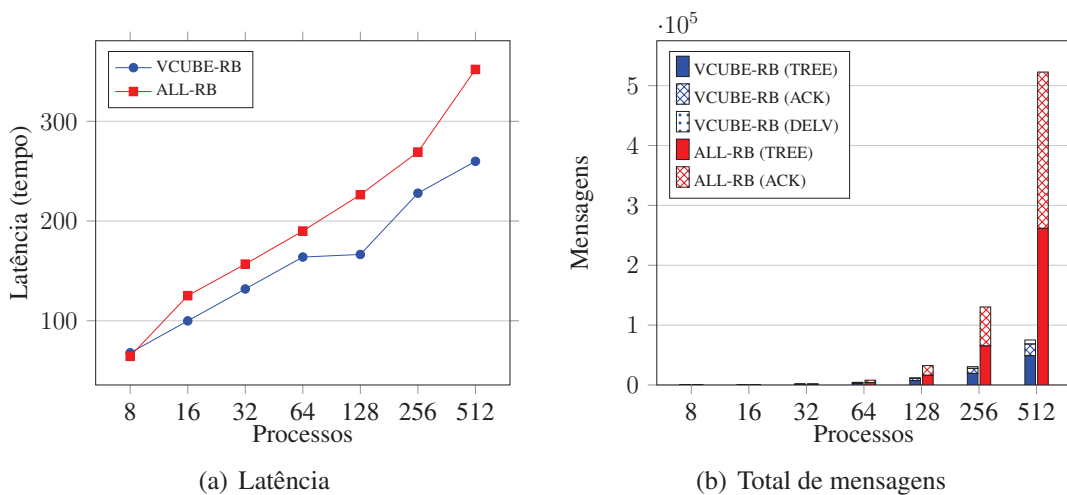 VCUBE-RB
ALL-RB
300
200
100
Latência (tempo)
8 16 32 64 128 256 512
Processos
(a) Latência
·10^5
VCUBE-RB (TREE)
VCUBE-RB (ACK)
VCUBE-RB (DELV)
ALL-RB (TREE)
ALL-RB (ACK)
5
4
3
2
1
0
Mensagens
8 16 32 64 128 256 512
Processos
(b) Total de mensagens